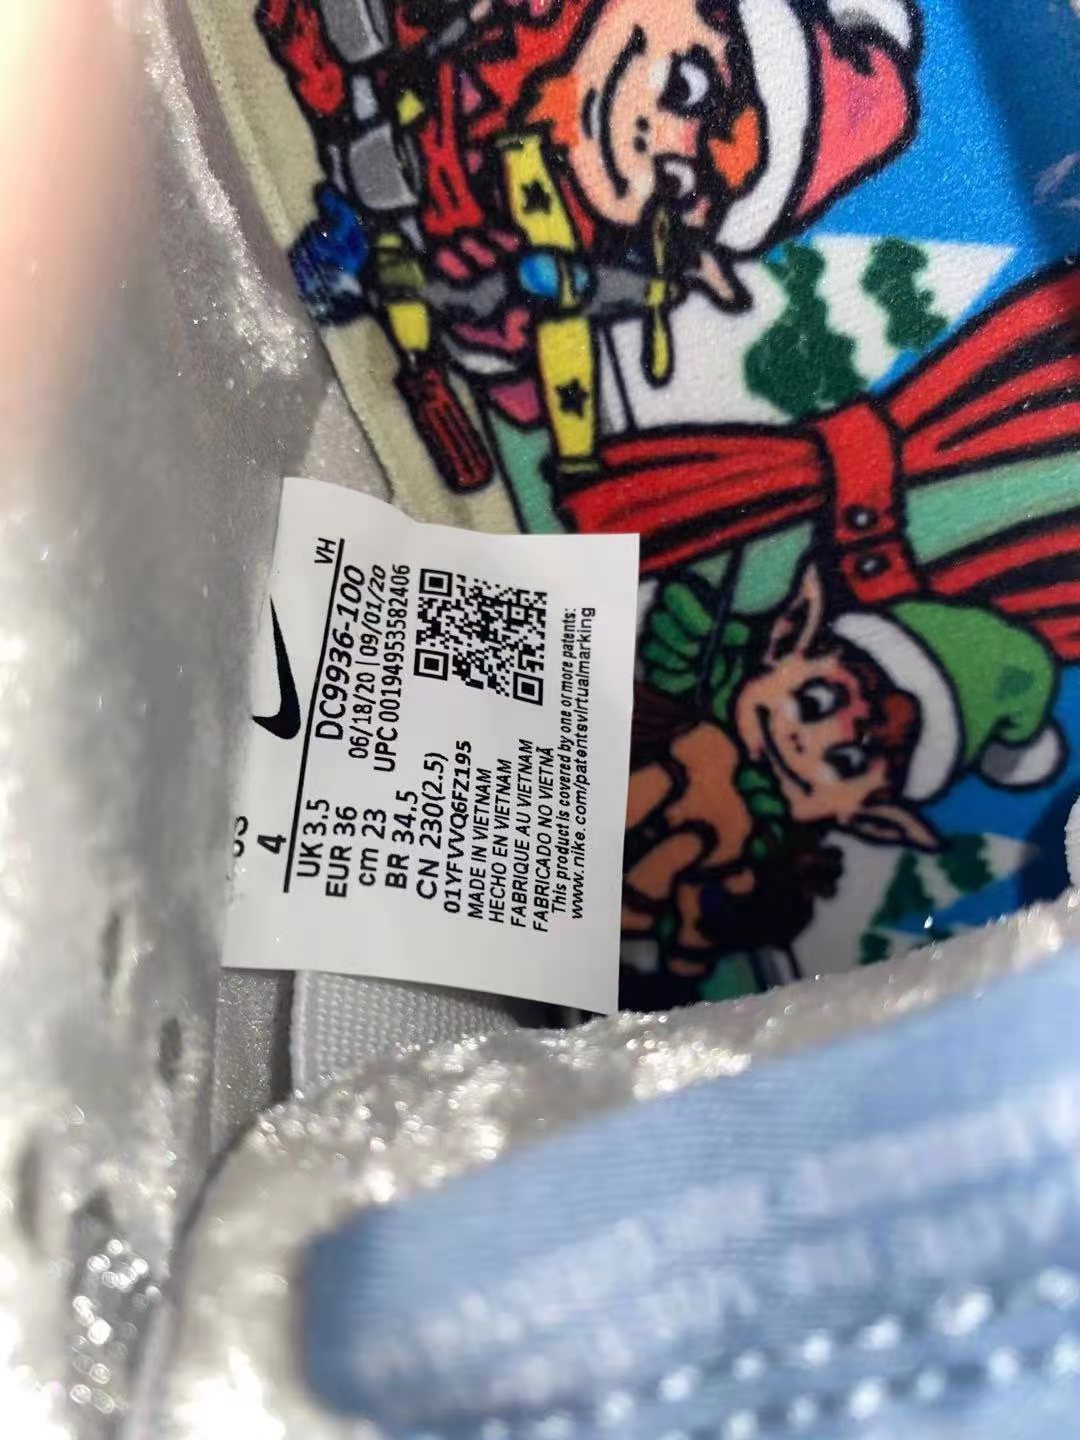 4
UK 3.5
EUR 36
cm 23
BR 34.5
CN 230(2.5)
VH
DC9936-100
06/18/20 | 09/01/20
UPC 00194953582406
01YFVVQ6FZ195
MADE IN VIETNAM
HECHO EN VIETNAM
FABRIQUE AU VIETNAM
FABRICADO NO VIETNÃ
This product is covered by one or more patents:
www.nike.com/patentsvirtualmarking